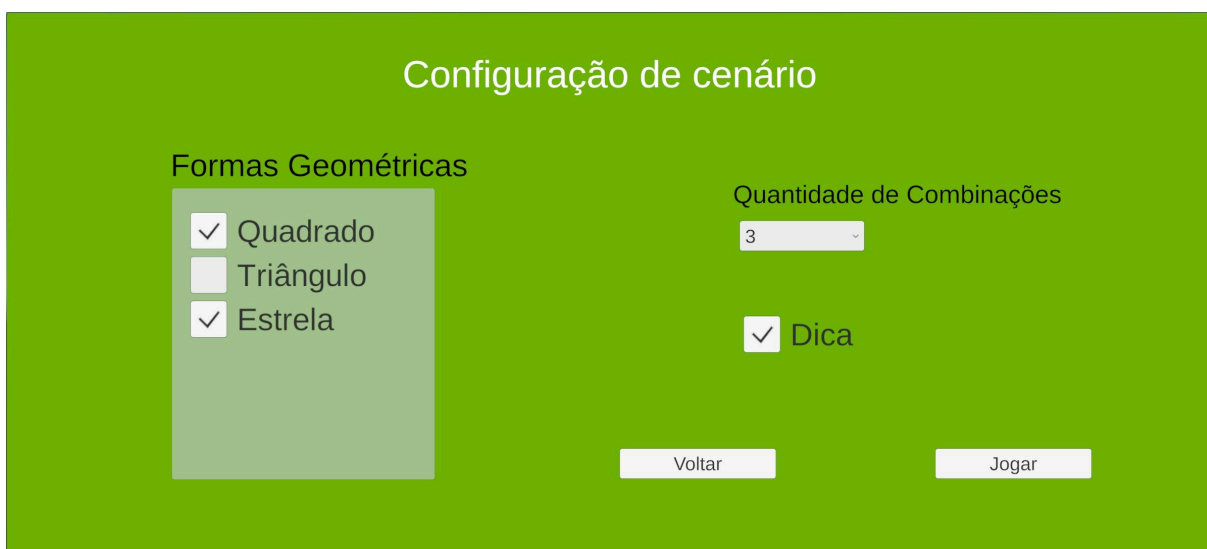 Configuração de cenário
Formas Geométricas
Quadrado
Triângulo
Estrela
Quantidade de Combinações
3
Dica
Voltar
Jogar